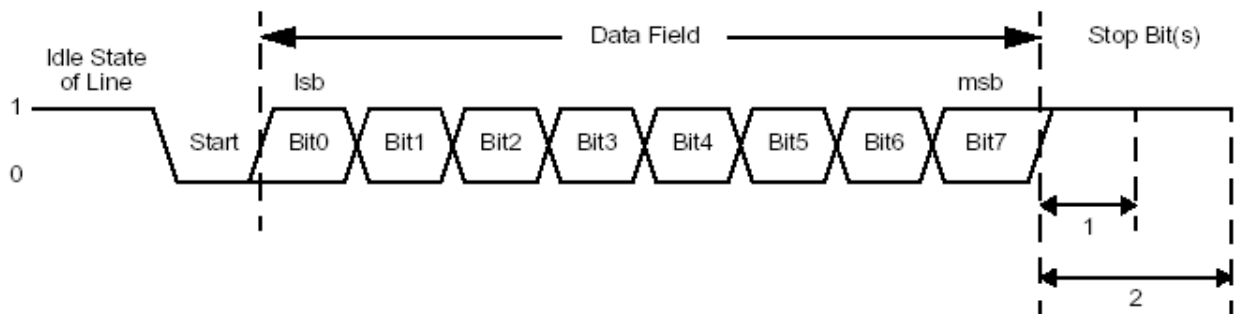 Data Field
Stop Bit(s)
Idle State
of Line
lsb
msb
1
Start
Bit0
Bit1
Bit2
Bit3
Bit4
Bit5
Bit6
Bit7
0
1
2